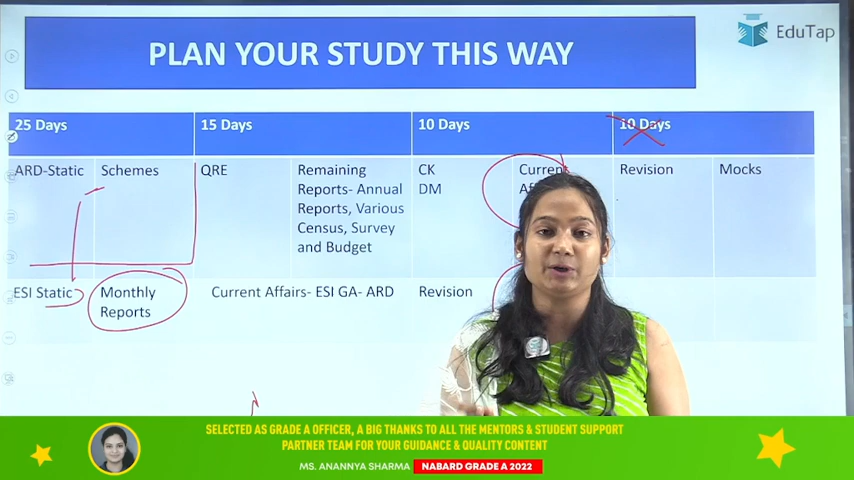 PLAN YOUR STUDY THIS WAY
EduTap
25 Days
15 Days
10 Days
10 Days
ARD-Static
Schemes
QRE
Remaining
Reports- Annual
Reports, Various
Census, Survey
and Budget
CK
DM
Revision
Mocks
ESI Static
Monthly
Reports
Current Affairs- ESI GA- ARD
Revision
SELECTED AS GRADE A OFFICER, A BIG THANKS TO ALL THE MENTORS & STUDENT SUPPORT
PARTNER TEAM FOR YOUR GUIDANCE & QUALITY CONTENT
MS. ANANNYA SHARMA NABARD GRADE A 2022